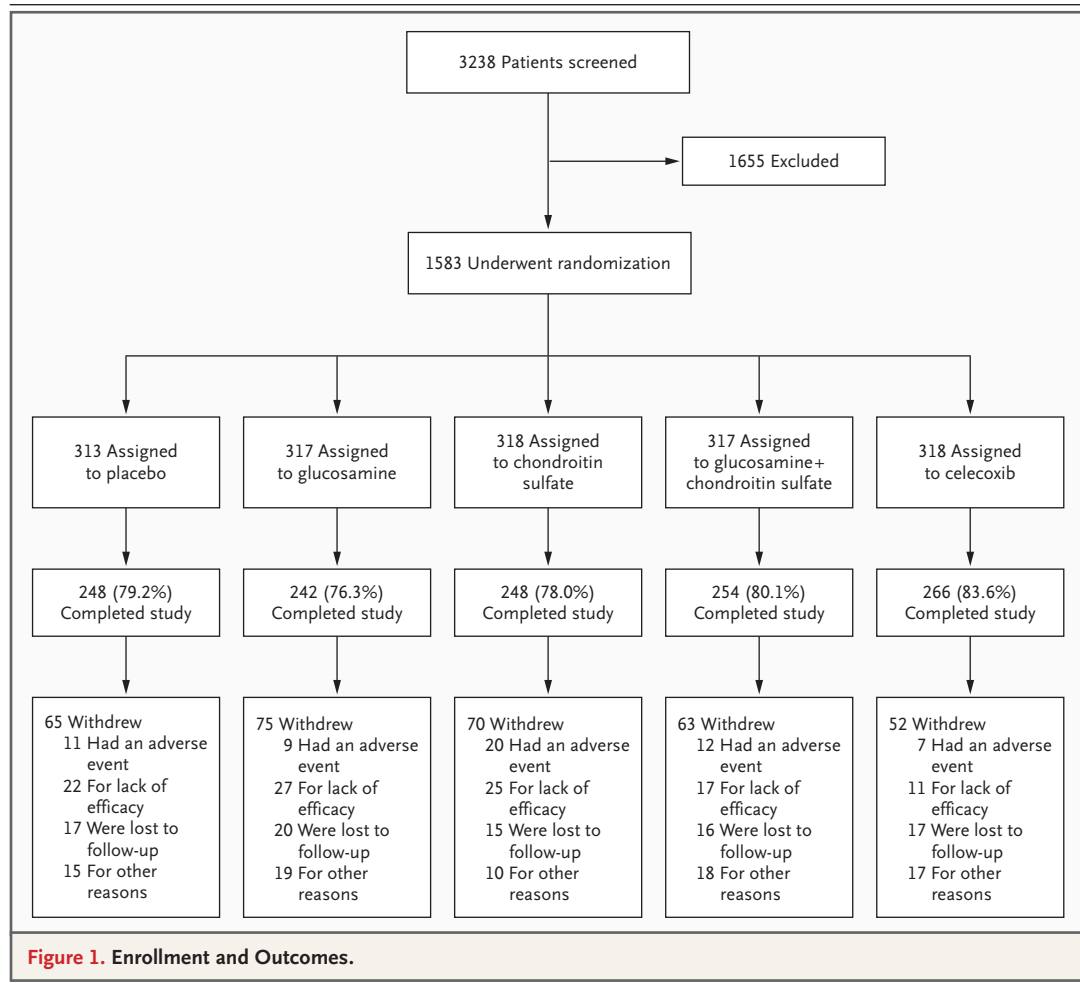 3238 Patients screened
1655 Excluded
1583 Underwent randomization
313 Assigned
to placebo
317 Assigned
to glucosamine
318 Assigned
to chondroitin
sulfate
317 Assigned
to glucosamine+
chondroitin sulfate
318 Assigned
to celecoxib
248 (79.2%)
Completed study
242 (76.3%)
Completed study
248 (78.0%)
Completed study
254 (80.1%)
Completed study
266 (83.6%)
Completed study
65 Withdrew
11 Had an adverse
event
22 For lack of
efficacy
17 Were lost to
follow-up
15 For other
reasons
75 Withdrew
9 Had an adverse
event
27 For lack of
efficacy
20 Were lost to
follow-up
19 For other
reasons
70 Withdrew
20 Had an adverse
event
25 For lack of
efficacy
15 Were lost to
follow-up
10 For other
reasons
63 Withdrew
12 Had an adverse
event
17 For lack of
efficacy
16 Were lost to
follow-up
18 For other
reasons
52 Withdrew
7 Had an adverse
event
11 For lack of
efficacy
17 Were lost to
follow-up
17 For other
reasons
Figure 1. Enrollment and Outcomes.